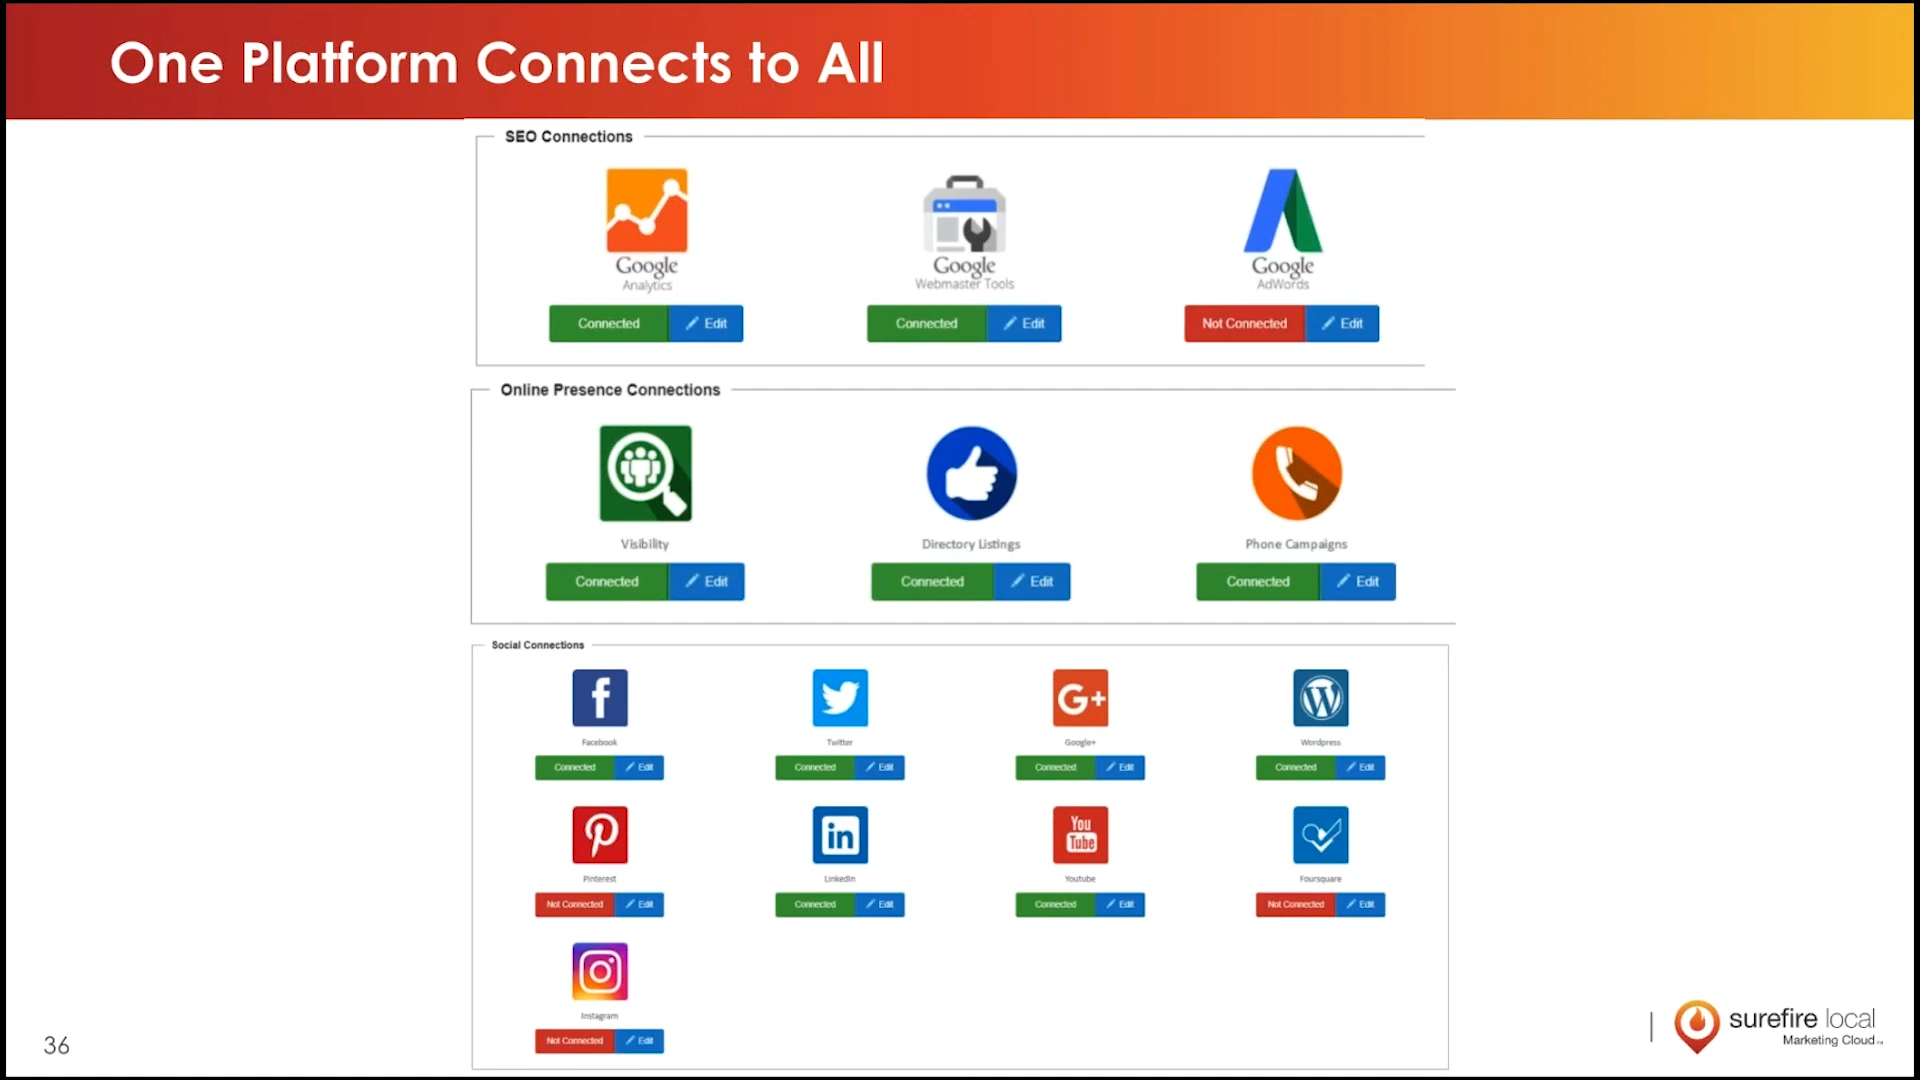 One Platform Connects to All
SEO Connections
Google Google Google
Analytics Webmaster Tools AdWords
Connected Edit Connected Edit Not Connected Edit
Online Presence Connections
Visibility Directory Listings Phone Campaigns
Connected Edit Connected Edit Connected Edit
Social Connections
f G+ W
Facebook Twitter Google+ Wordpress
Connected Edit Connected Edit Connected Edit Connected Edit
in You Tube
Pinterest LinkedIn Youtube Foursquare
Not Connected Edit Connected Edit Connected Edit Not Connected Edit
Instagram
Not Connected Edit
36
surefire local
Marketing Cloud